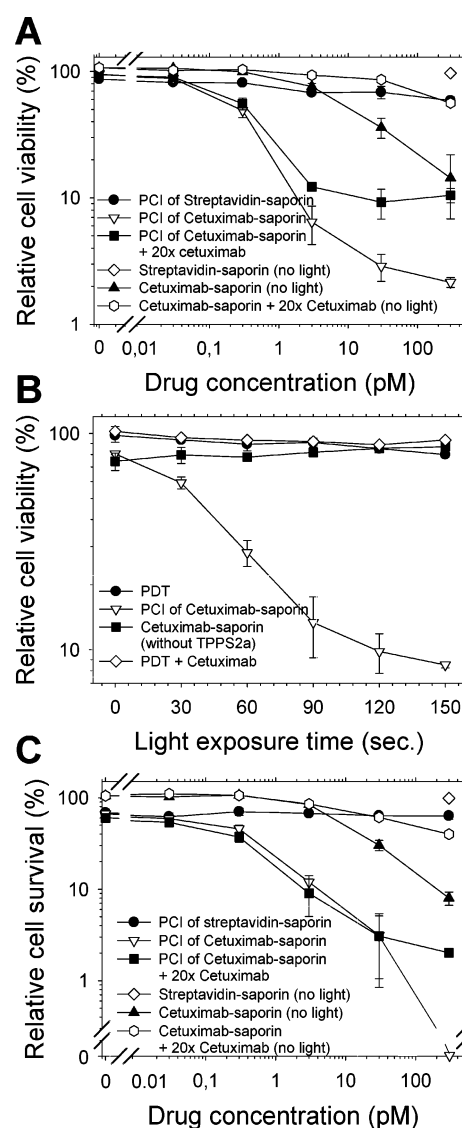 A
Relative cell viability (%)
100
10
1
PCI of Streptavidin-saporin
PCI of Cetuximab-saporin
PCI of Cetuximab-saporin
+ 20x cetuximab
Streptavidin-saporin (no light)
Cetuximab-saporin (no light)
Cetuximab-saporin + 20x Cetuximab (no light)
0 0,01 0,1 1 10 100
Drug concentration (pM)
B
Relative cell viability (%)
100
10
PDT
PCI of Cetuximab-saporin
Cetuximab-saporin
(without TPPS2a)
PDT + Cetuximab
0 30 60 90 120 150
Light exposure time (sec.)
C
Relative cell survival (%)
100
10
1
0
PCI of streptavidin-saporin
PCI of Cetuximab-saporin
PCI of Cetuximab-saporin
+ 20x Cetuximab
Streptavidin-saporin (no light)
Cetuximab-saporin (no light)
Cetuximab-saporin
+ 20x Cetuximab (no light)
0 0.01 0,1 1 10 100
Drug concentration (pM)